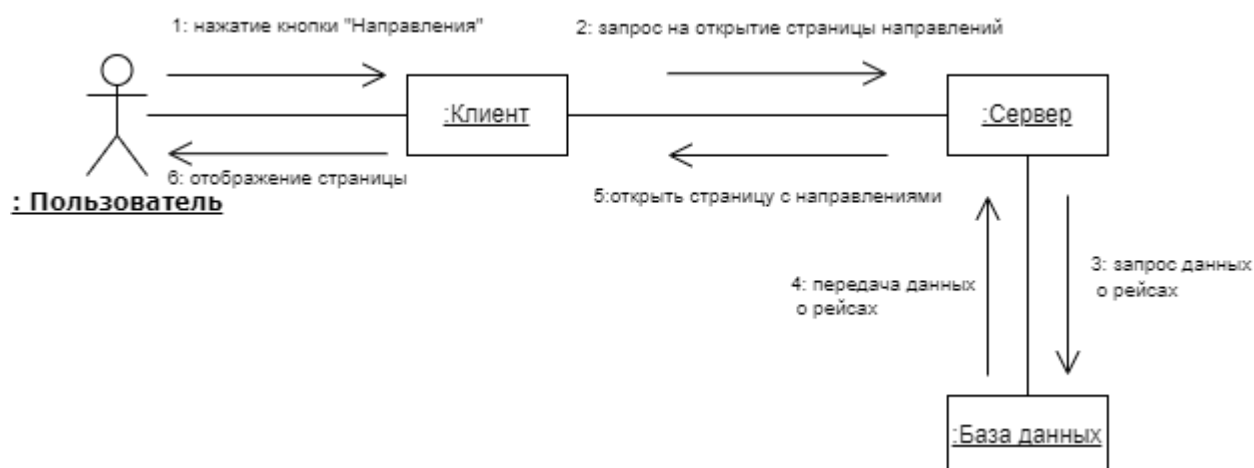 1: нажатие кнопки "Направления"
2: запрос на открытие страницы направлений
:Клиент
:Сервер
6: отображение страницы
: Пользователь
5:открыть страницу с направлениями
3: запрос данных
о рейсах
4: передача данных
о рейсах
:База данных